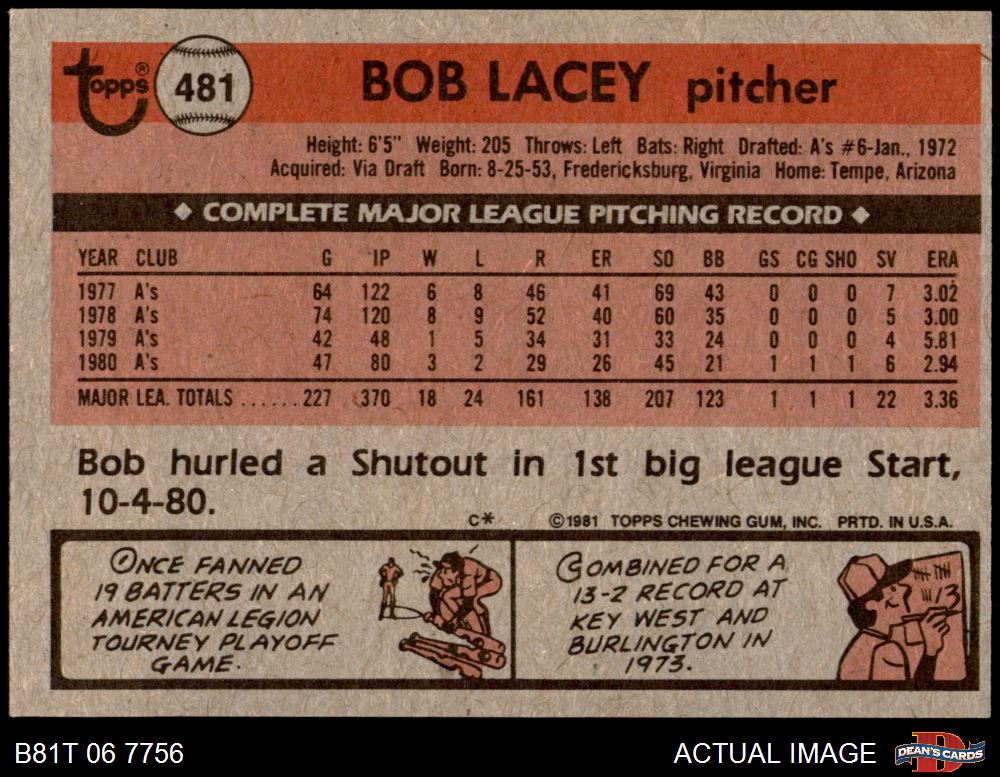 topps® 481 BOB LACEY pitcher
Height: 6'5" Weight: 205 Throws: Left Bats: Right Drafted: A's #6-Jan., 1972
Acquired: Via Draft Born: 8-25-53, Fredericksburg, Virginia Home: Tempe, Arizona
◆ COMPLETE MAJOR LEAGUE PITCHING RECORD ◆
YEAR CLUB G IP W L R ER SO BB GS CG SHO SV ERA
1977 A's 64 122 6 8 46 41 69 43 0 0 0 7 3.02
1978 A's 74 120 8 9 52 40 60 35 0 0 0 5 3.00
1979 A's 42 48 1 5 34 31 33 24 0 0 0 4 5.81
1980 A's 47 80 3 2 29 26 45 21 1 1 1 6 2.94
MAJOR LEA. TOTALS ......227 370 18 24 161 138 207 123 1 1 1 22 3.36
Bob hurled a Shutout in 1st big league Start,
10-4-80.
C* ©1981 TOPPS CHEWING GUM, INC. PRTD. IN U.S.A.
ONCE FANNED
19 BATTERS IN AN
AMERICAN LEGION
TOURNEY PLAYOFF
GAME.
COMBINED FOR A
13-2 RECORD AT
KEY WEST AND
BURLINGTON IN
1973.
13
B81T 06 7756
ACTUAL IMAGE
D
DEAN'S CARDS